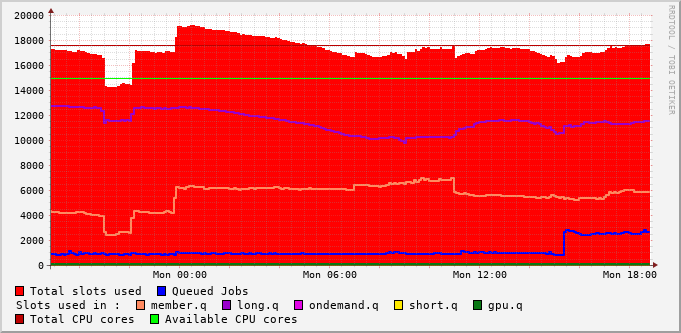 20000
18000
16000
14000
12000
10000
8000
6000
4000
2000
0
Mon 00:00 Mon 06:00 Mon 12:00 Mon 18:00
Total slots used Queued Jobs
Slots used in : member.q long.q ondemand.q short.q gpu.q
Total CPU cores Available CPU cores
RRDTOOL / TOBI OETIKER